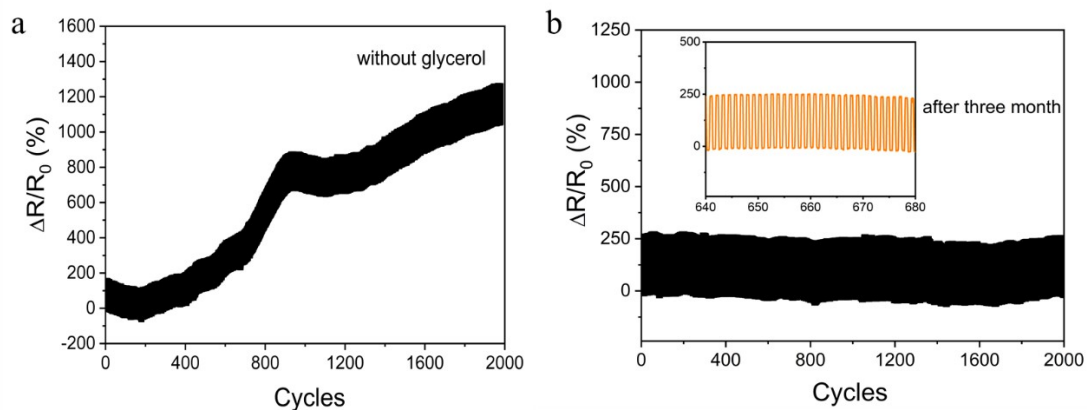 a
without glycerol
1600
1400
1200
1000
800
600
400
200
0
-200
ΔR/R₀ (%)
0 400 800 1200 1600 2000
Cycles
b
after three month
1250
1000
750
500
250
0
ΔR/R₀ (%)
500
250
0
640 650 660 670 680
0 400 800 1200 1600 2000
Cycles